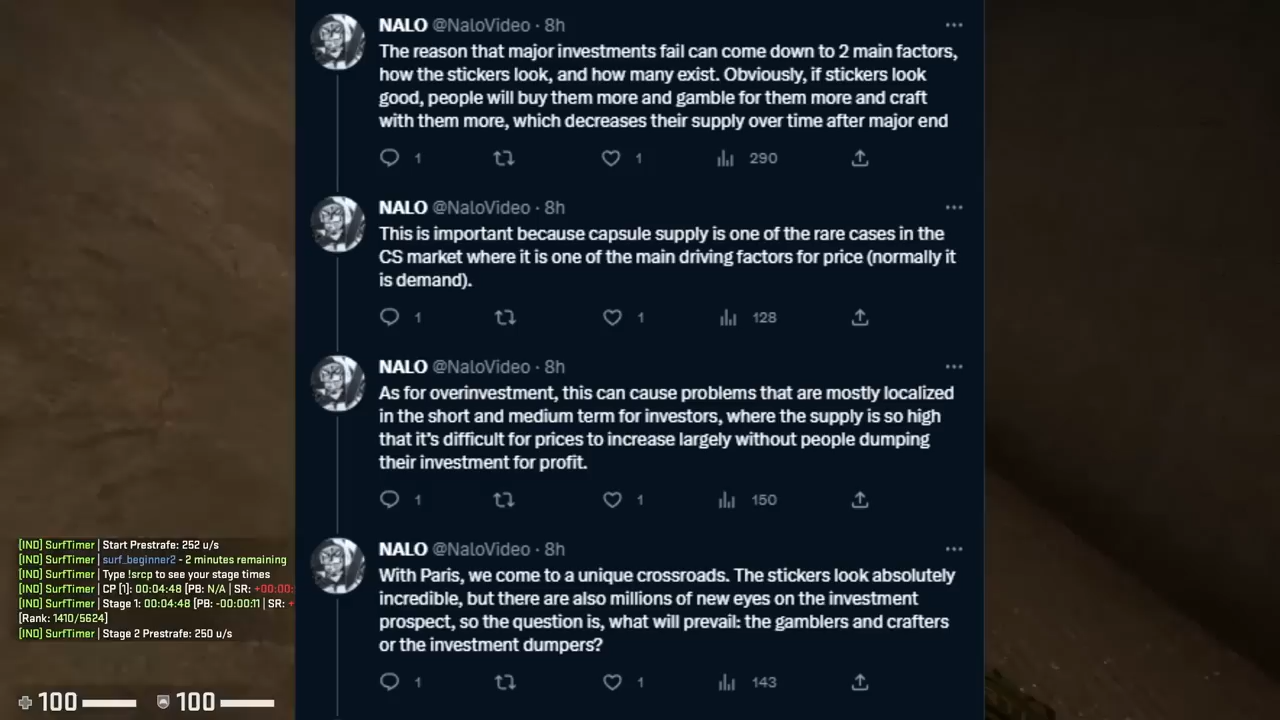 NALO @NaloVideo · 8h
The reason that major investments fail can come down to 2 main factors,
how the stickers look, and how many exist. Obviously, if stickers look
good, people will buy them more and gamble for them more and craft
with them more, which decreases their supply over time after major end
1 1 290
NALO @NaloVideo · 8h
This is important because capsule supply is one of the rare cases in the
CS market where it is one of the main driving factors for price (normally it
is demand).
1 1 128
NALO @NaloVideo · 8h
As for overinvestment, this can cause problems that are mostly localized
in the short and medium term for investors, where the supply is so high
that it's difficult for prices to increase largely without people dumping
their investment for profit.
1 1 150
NALO @NaloVideo · 8h
With Paris, we come to a unique crossroads. The stickers look absolutely
incredible, but there are also millions of new eyes on the investment
prospect, so the question is, what will prevail: the gamblers and crafters
or the investment dumpers?
1 1 143
[IND] SurfTimer | Start Prestrafe: 252 u/s
[IND] SurfTimer | surf_beginner2 - 2 minutes remaining
[IND] SurfTimer | Type !srcp to see your stage times
[IND] SurfTimer | CP [1]: 00:04:48 [PB: N/A | SR: +00:00:
[IND] SurfTimer | Stage 1: 00:04:48 [PB: -00:00:11 | SR: +
[Rank: 1410/5624]
[IND] SurfTimer | Stage 2 Prestrafe: 250 u/s
100 100